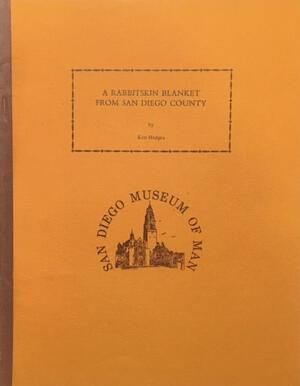 A RABBITSKIN BLANKET
FROM SAN DIEGO COUNTY
by
Ken Hedges
SAN DIEGO MUSEUM OF MAN